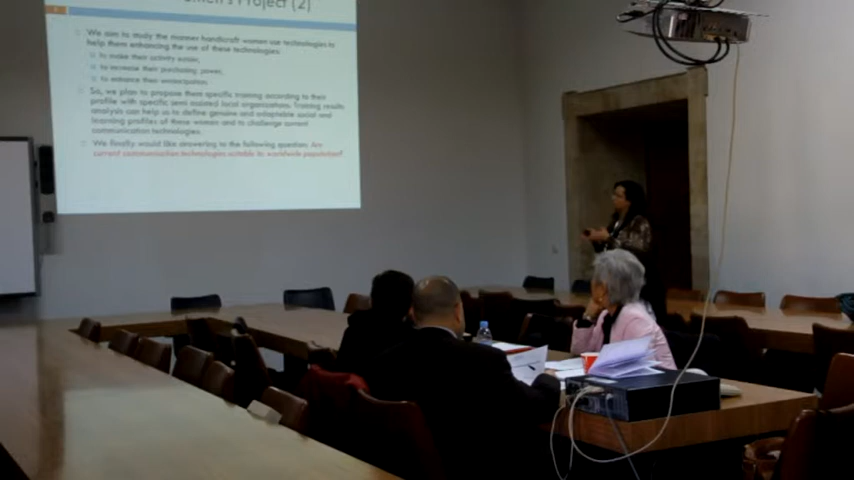 Women's Project (2)
We aim to study the manner handicraft women use technologies to
help them enhancing the use of these technologies:
to make their activity easier,
to increase their purchasing power,
to enhance their emancipation.
So, we plan to propose them specific training according to their
profile with specific semi assisted local organizations. Training results
analysis can help us to define genuine and adaptable social and
learning profiles of these women and to challenge current
communication technologies.
We finally would like answering to the following question: Are
current communication technologies suitable to worldwide population?